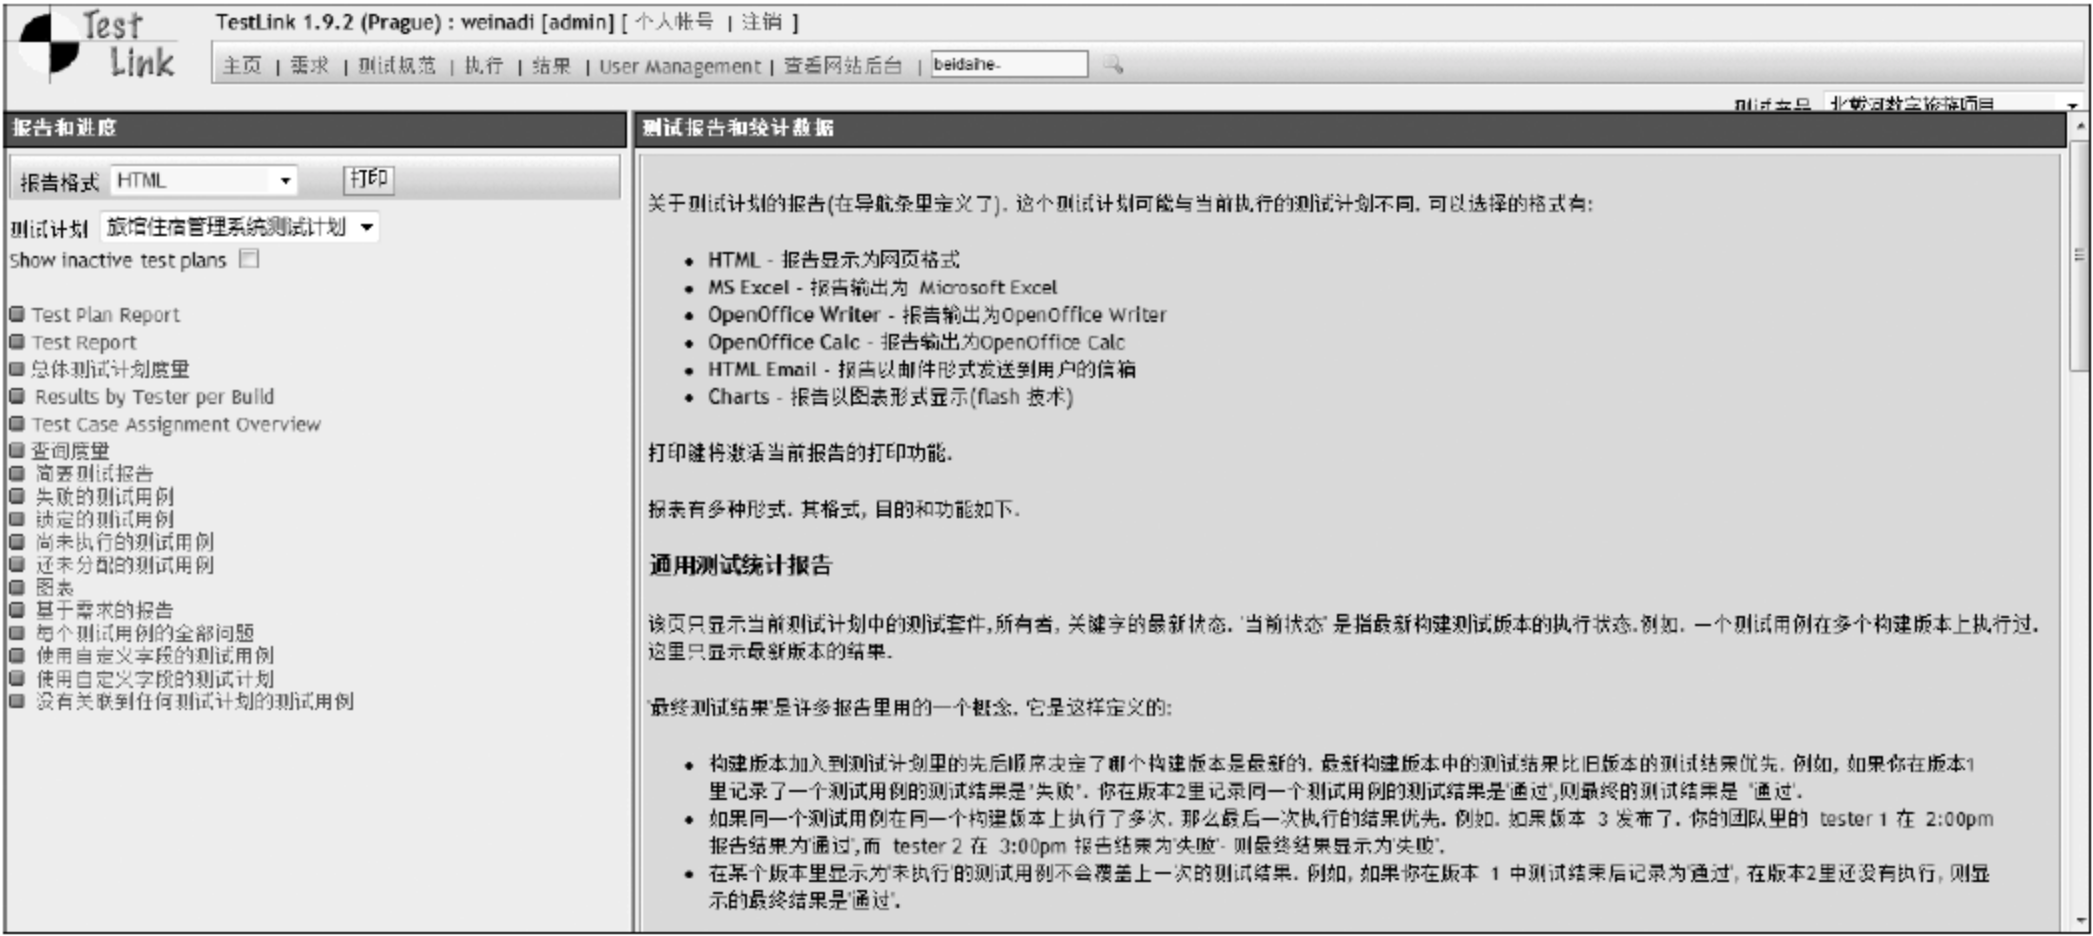 Test Link
TestLink 1.9.2 (Prague) : weinadi [admin] [ 个人帐号 | 注销 ]
主页 | 需求 | 测试规范 | 执行 | 结果 | User Management | 查看网站后台 | beidaihe-
测试产品 北戴河数字旅游项目
报告和进度
报告格式 HTML 打印
测试计划 旅馆住宿管理系统测试计划
Show inactive test plans
Test Plan Report
Test Report
总体测试计划度量
Results by Tester per Build
Test Case Assignment Overview
查询度量
简要测试报告
失败的测试用例
锁定的测试用例
尚未执行的测试用例
还未分配的测试用例
图表
基于需求的报告
每个测试用例的全部问题
使用自定义字段的测试用例
使用自定义字段的测试计划
没有关联到任何测试计划的测试用例
测试报告和统计数据
关于测试计划的报告(在导航条里定义了). 这个测试计划可能与当前执行的测试计划不同. 可以选择的格式有:
• HTML - 报告显示为网页格式
• MS Excel - 报告输出为 Microsoft Excel
• OpenOffice Writer - 报告输出为OpenOffice Writer
• OpenOffice Calc - 报告输出为OpenOffice Calc
• HTML Email - 报告以邮件形式发送到用户的信箱
• Charts - 报告以图表形式显示(flash 技术)
打印键将激活当前报告的打印功能.
报表有多种形式. 其格式, 目的和功能如下.
通用测试统计报告
该页只显示当前测试计划中的测试套件,所有者, 关键字的最新状态. '当前状态' 是指最新构建测试版本的执行状态.例如. 一个测试用例在多个构建版本上执行过.
这里只显示最新版本的结果.
'最终测试结果'是许多报告里用的一个概念. 它是这样定义的:
• 构建版本加入到测试计划里的先后顺序决定了哪个构建版本是最新的. 最新构建版本中的测试结果比旧版本的测试结果优先. 例如, 如果你在版本1
里记录了一个测试用例的测试结果是"失败". 你在版本2里记录同一个测试用例的测试结果是'通过',则最终的测试结果是 '通过'.
• 如果同一个测试用例在同一个构建版本上执行了多次. 那么最后一次执行的结果优先. 例如. 如果版本 3 发布了. 你的团队里的 tester 1 在 2:00pm
报告结果为'通过',而 tester 2 在 3:00pm 报告结果为'失败'- 则最终结果显示为'失败'.
• 在某个版本里显示为'未执行'的测试用例不会覆盖上一次的测试结果. 例如, 如果你在版本 1 中测试结束后记录为'通过', 在版本2里还没有执行, 则显
示的最终结果是'通过'.